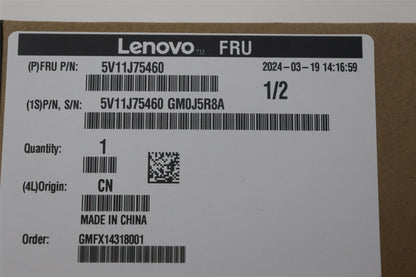 Lenovo™ FRU
(P)FRU P/N: 5V11J75460 2024-03-19 14:16:59
1/2
(1S)P/N, S/N: 5V11J75460 GM0J5R8A
Quantity: 1
(4L)Origin: CN
MADE IN CHINA
Order: GMFX14318001